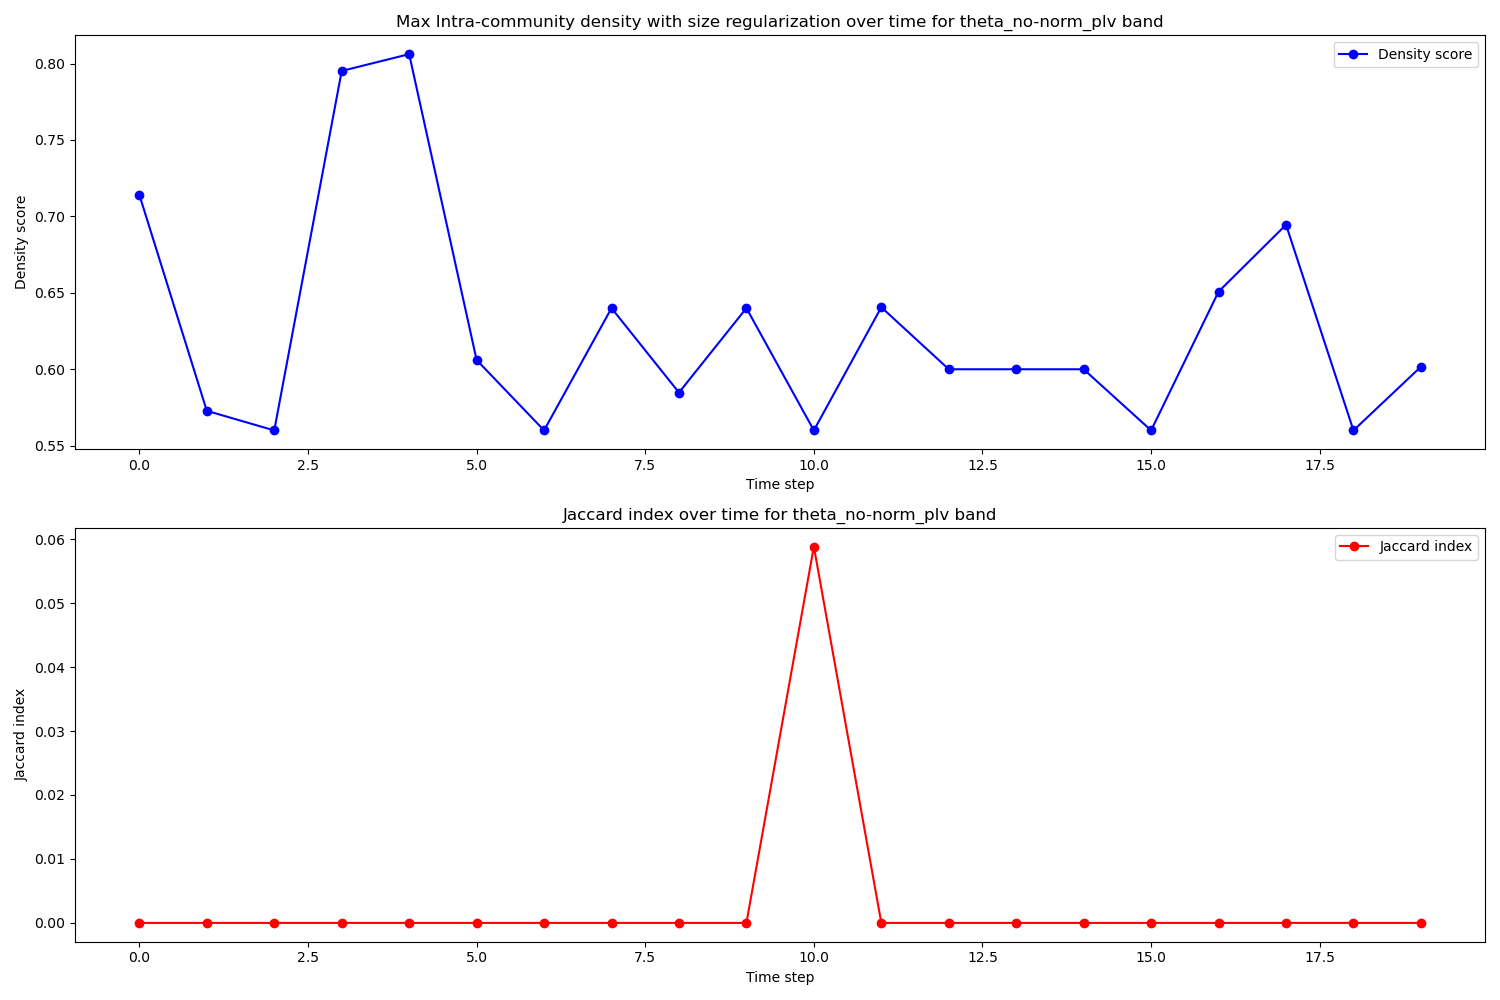 Max Intra-community density with size regularization over time for theta_no-norm_plv band
Density score
0.80
0.75
0.70
0.65
0.60
0.55
Density score
0.0 2.5 5.0 7.5 10.0 12.5 15.0 17.5
Time step
Jaccard index over time for theta_no-norm_plv band
Jaccard index
0.06
0.05
0.04
0.03
0.02
0.01
0.00
Jaccard index
0.0 2.5 5.0 7.5 10.0 12.5 15.0 17.5
Time step